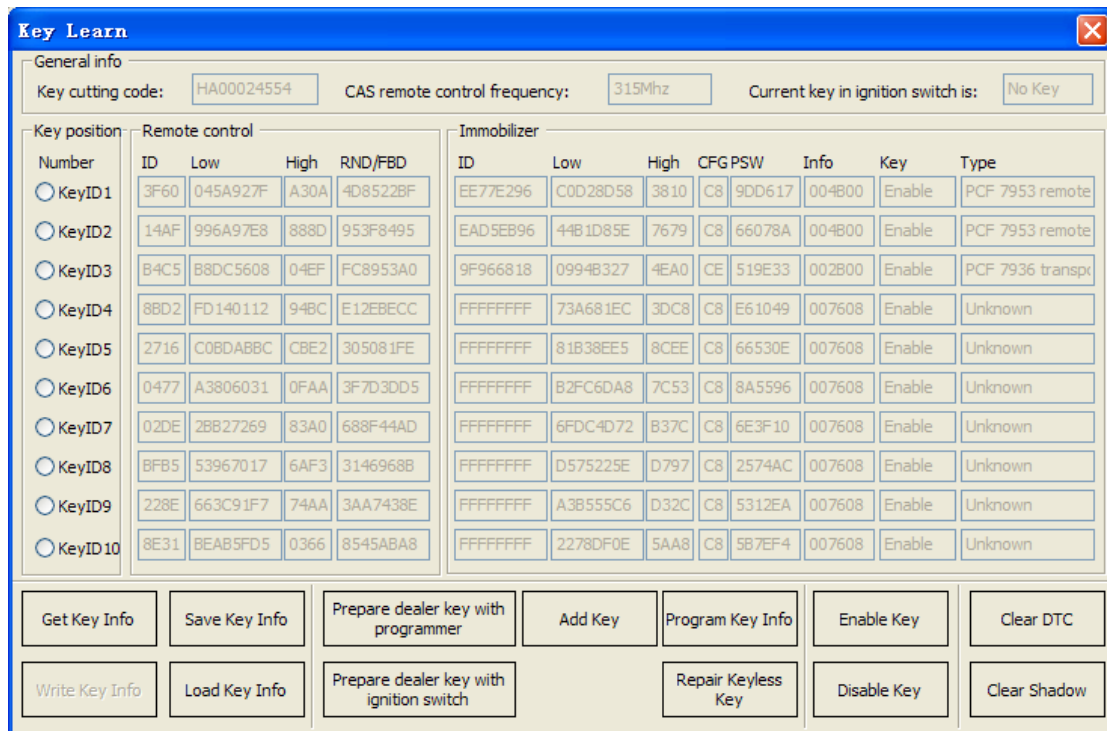 Key Learn
General info
Key cutting code: HA00024554 CAS remote control frequency: 315Mhz Current key in ignition switch is: No Key
Key position Remote control Immobilizer
Number ID Low High RND/FBD ID Low High CFG PSW Info Key Type
KeyID1 3F60 045A927F A30A 4D8522BF EE77E296 C0D28D58 3810 C8 9DD617 004B00 Enable PCF 7953 remote
KeyID2 14AF 996A97E8 888D 953F8495 EAD5EB96 44B1D85E 7679 C8 66078A 004B00 Enable PCF 7953 remote
KeyID3 B4C5 B8DC5608 04EF FC8953A0 9F966818 0994B327 4EA0 CE 519E33 002B00 Enable PCF 7936 transpo
KeyID4 8BD2 FD140112 94BC E12EBECC FFFFFFFF 73A681EC 3DC8 C8 E61049 007608 Enable Unknown
KeyID5 2716 C0BDABBC CBE2 305081FE FFFFFFFF 81B38EE5 8CEE C8 66530E 007608 Enable Unknown
KeyID6 0477 A3806031 0FAA 3F7D3DD5 FFFFFFFF B2FC6DA8 7C53 C8 8A5596 007608 Enable Unknown
KeyID7 02DE 2BB27269 83A0 688F44AD FFFFFFFF 6FDC4D72 B37C C8 6E3F10 007608 Enable Unknown
KeyID8 BFB5 53967017 6AF3 3146968B FFFFFFFF D575225E D797 C8 2574AC 007608 Enable Unknown
KeyID9 228E 663C91F7 74AA 3AA7438E FFFFFFFF A3B555C6 D32C C8 5312EA 007608 Enable Unknown
KeyID10 8E31 BEAB5FD5 0366 8545ABA8 FFFFFFFF 2278DF0E 5AA8 C8 5B7EF4 007608 Enable Unknown
Get Key Info Save Key Info Prepare dealer key with programmer Add Key Program Key Info Enable Key Clear DTC
Write Key Info Load Key Info Prepare dealer key with ignition switch Repair Keyless Key Disable Key Clear Shadow